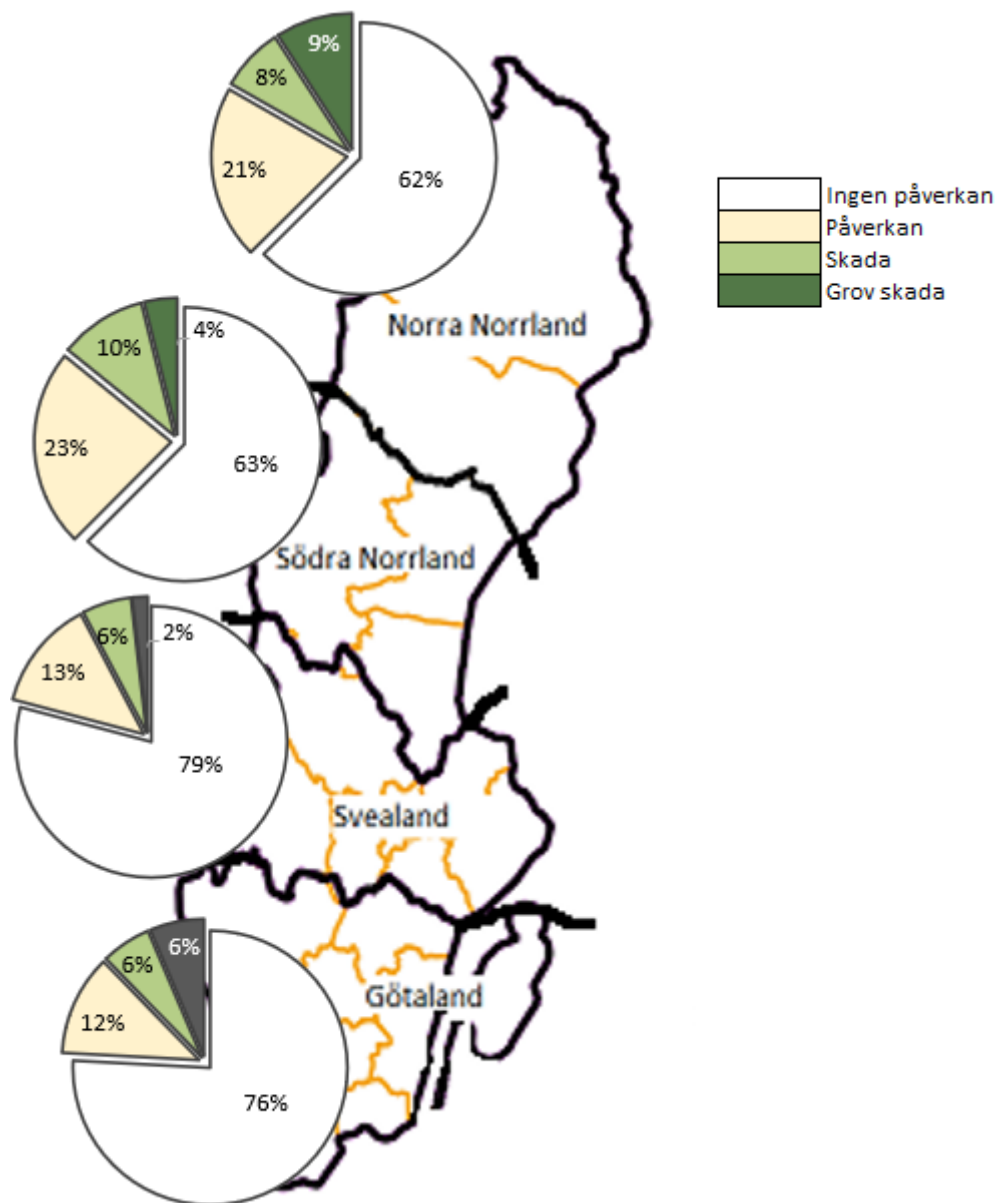 9%
8%
21%
62%
Ingen påverkan
Påverkan
Skada
Grov skada
Norra Norrland
4%
10%
23%
63%
Södra Norrland
2%
6%
13%
79%
Svealand
6%
6%
12%
76%
Götaland